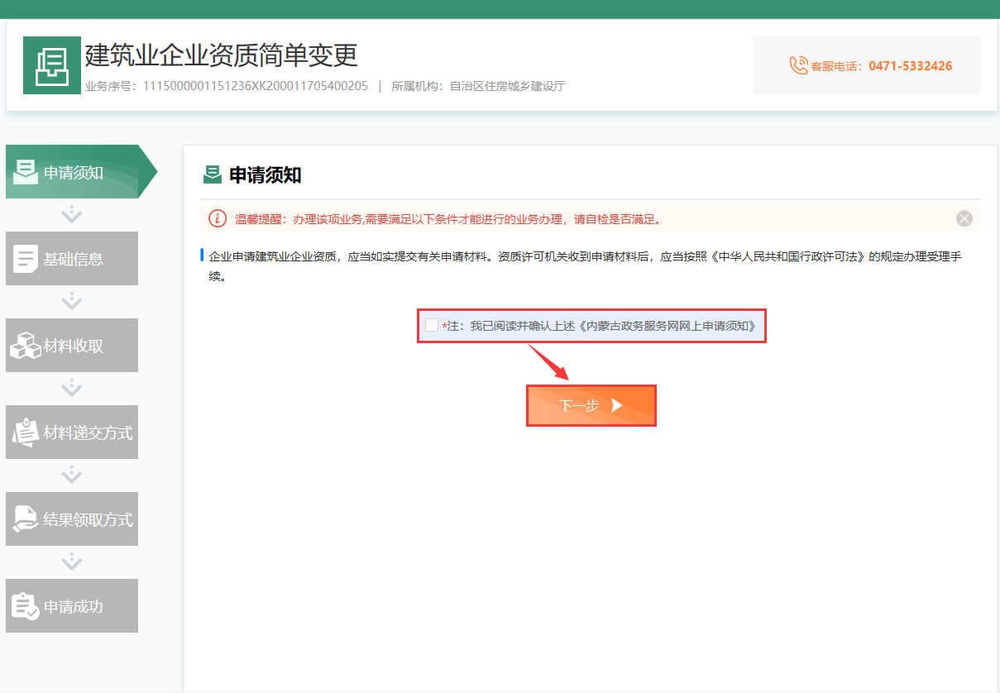 建筑业企业资质简单变更
业务序号：1115000001151236XK200011705400205 | 所属机构：自治区住房城乡建设厅
客服电话：0471-5332426
申请须知
基础信息
材料收取
材料递交方式
结果领取方式
申请成功
申请须知
温馨提醒：办理该项业务,需要满足以下条件才能进行的业务办理，请自检是否满足。
企业申请建筑业企业资质，应当如实提交有关申请材料。资质许可机关收到申请材料后，应当按照《中华人民共和国行政许可法》的规定办理受理手
续。
*注：我已阅读并确认上述《内蒙古政务服务网网上申请须知》
下一步